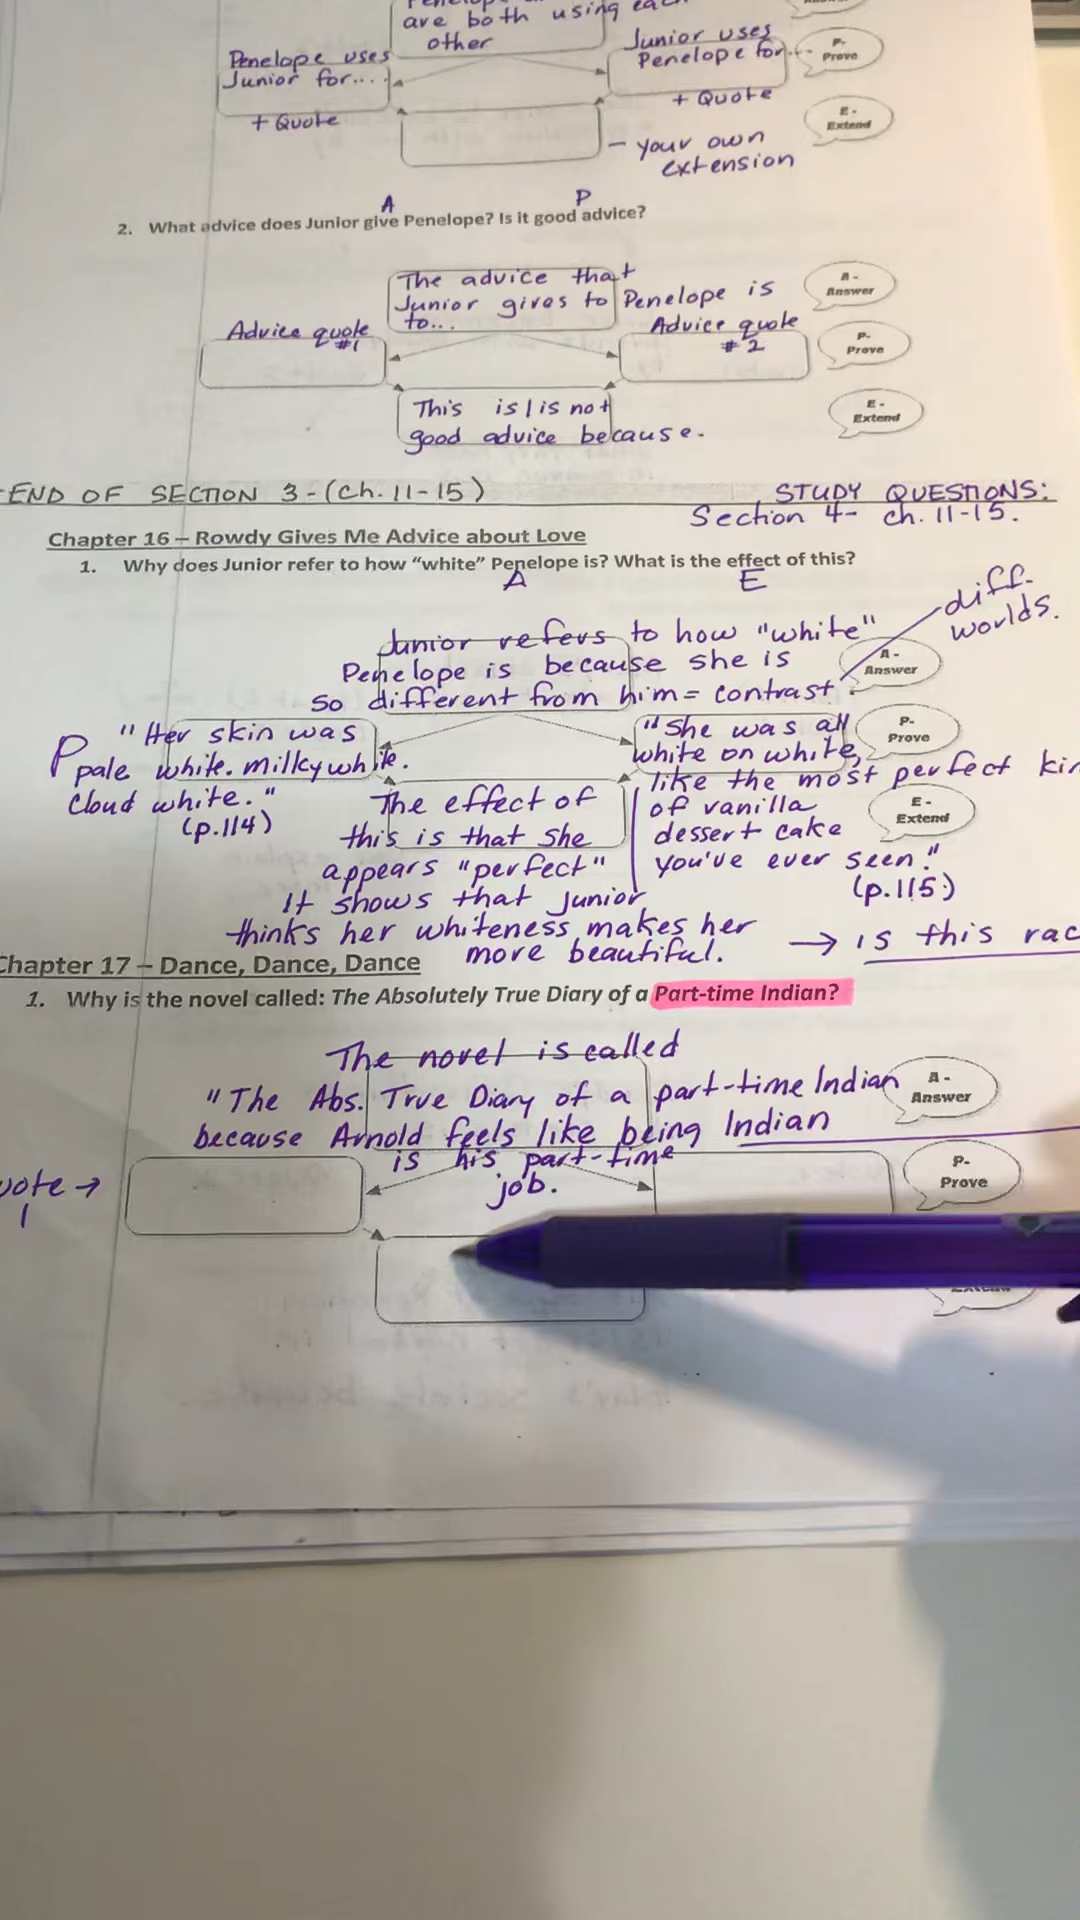 are both using each
other
Penelope uses
Junior for....
+ Quote
Junior uses
Penelope for...
+ Quote
P-
Prove
E-
Extend
- your own
extension
A
P
2. What advice does Junior give Penelope? Is it good advice?
The advice that
Junior gives to Penelope is
to...
A-
Answer
Advice quote
#1
Advice quote
#2
P-
Prove
This is/is not
good advice because.
E-
Extend
END OF SECTION 3-(Ch. 11-15)
STUDY QUESTIONS:
Section 4- ch. 11-15.
Chapter 16 – Rowdy Gives Me Advice about Love
1. Why does Junior refer to how “white” Penelope is? What is the effect of this?
A
E
diff.
worlds.
Junior refers to how "white"
Penelope is because she is
so different from him = contrast.
A-
Answer
P
"Her skin was
pale white. milky white.
Cloud white."
(p.114)
"She was all
white on white,
like the most perfect
of vanilla
dessert cake
you've ever seen."
(p.115)
P-
Prove
E-
Extend
The effect of
this is that she
appears "perfect"
It shows that Junior
thinks her whiteness makes her
more beautiful.
→ is this
Chapter 17 – Dance, Dance, Dance
1. Why is the novel called: The Absolutely True Diary of a Part-time Indian?
The novel is called
"The Abs. True Diary of a part-time Indian
because Arnold feels like being Indian
is his part-time
job.
A-
Answer
P-
Prove
1